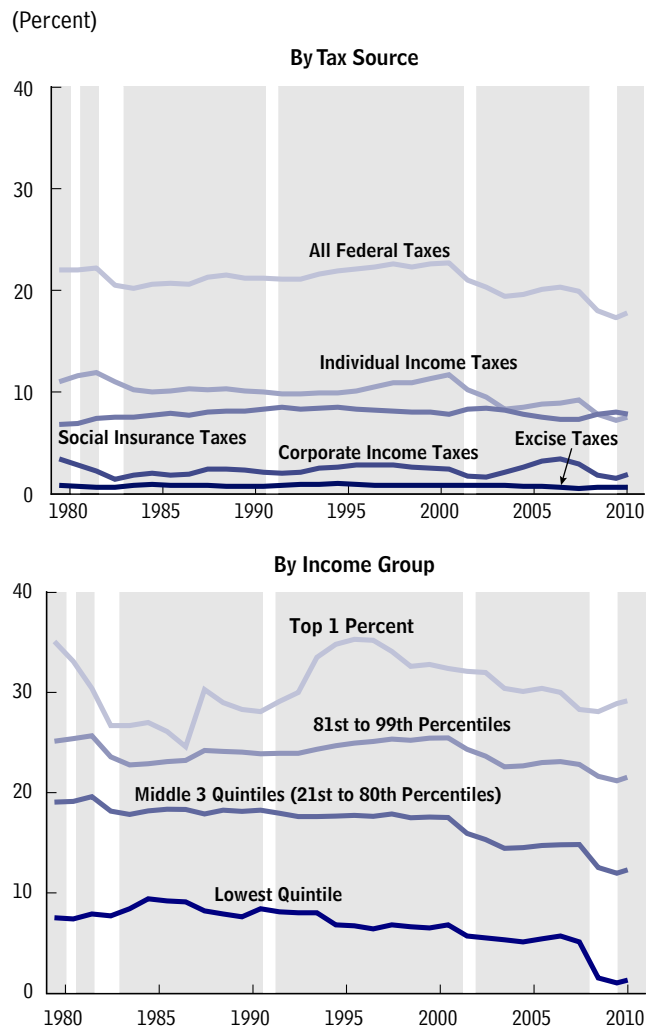 (Percent)
By Tax Source
40
30
All Federal Taxes
20
Individual Income Taxes
10
Social Insurance Taxes
Corporate Income Taxes
Excise Taxes
0
1980 1985 1990 1995 2000 2005 2010
By Income Group
40
Top 1 Percent
30
81st to 99th Percentiles
20
Middle 3 Quintiles (21st to 80th Percentiles)
10
Lowest Quintile
0
1980 1985 1990 1995 2000 2005 2010